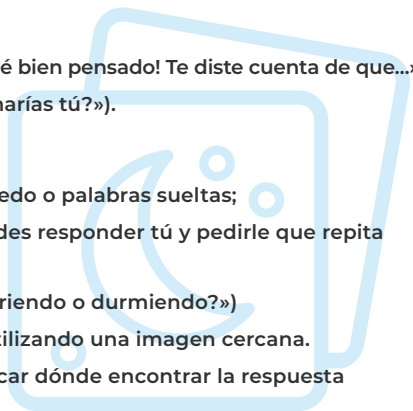 é bien pensado! Te diste cuenta de que...»
harías tú?»).
edo o palabras sueltas;
des responder tú y pedirle que repita
riendo o durmiendo?»)
tilizando una imagen cercana.
car dónde encontrar la respuesta